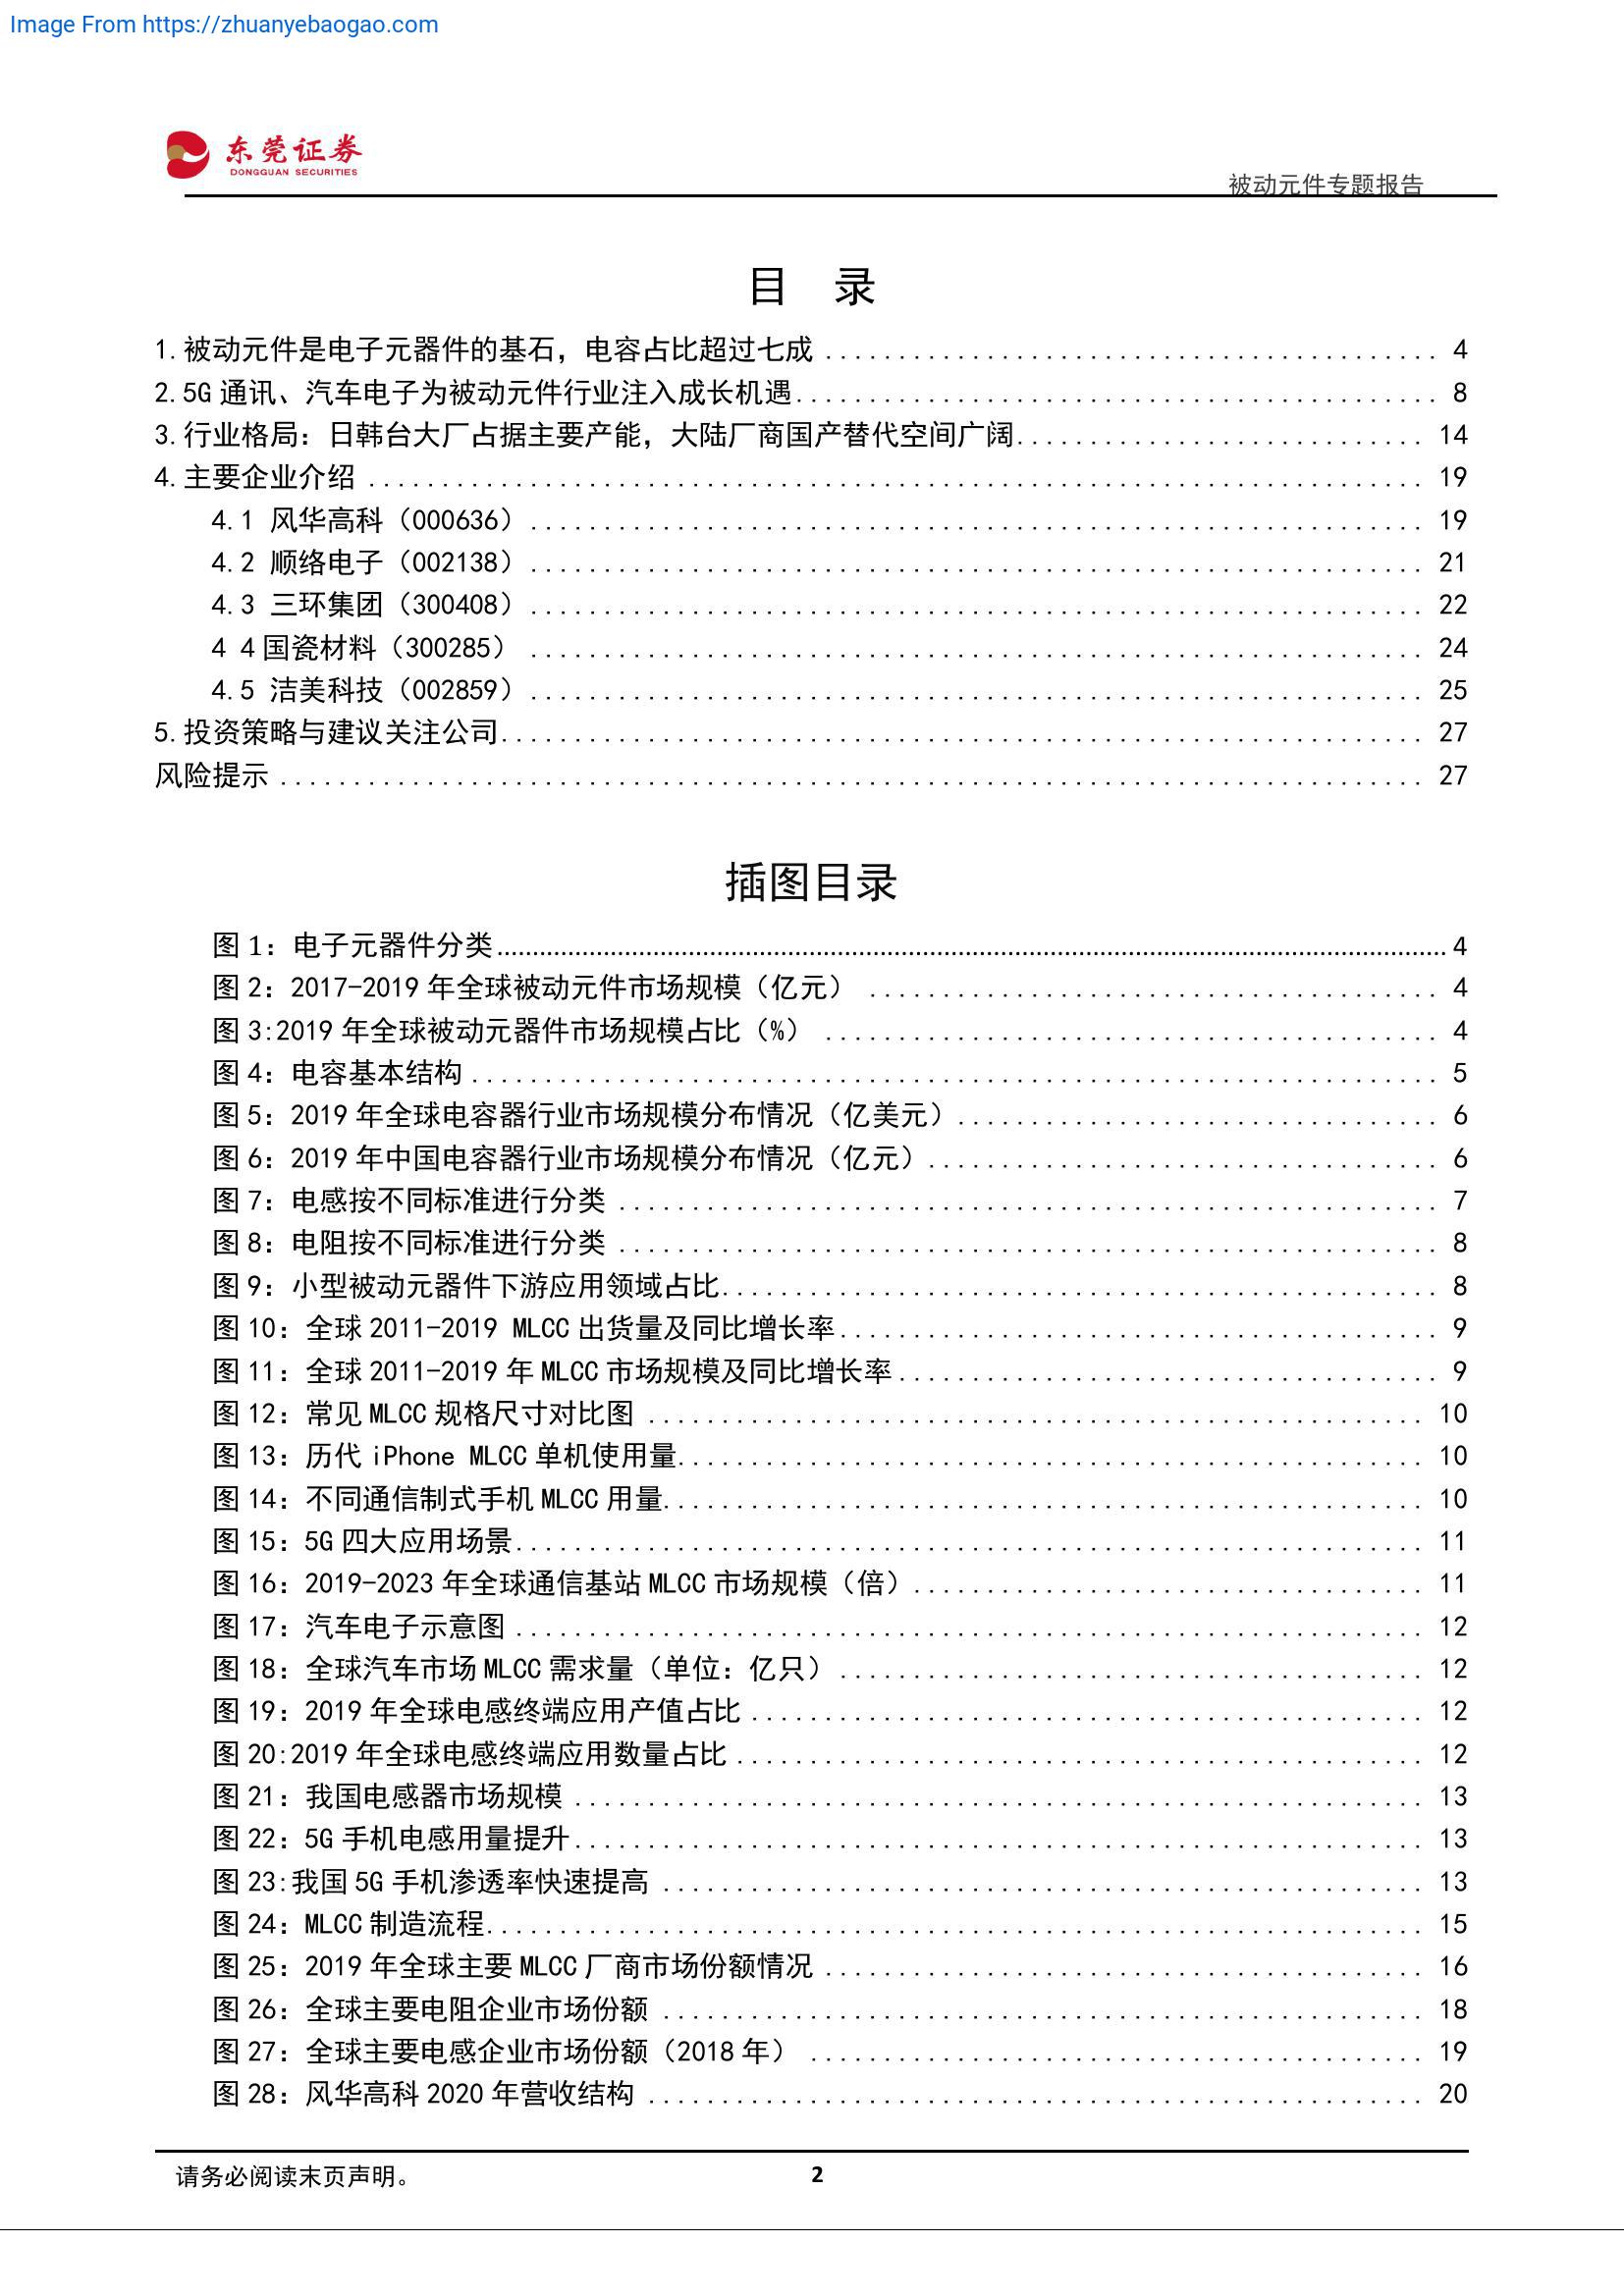 Image From https://zhuanyebaogao.com
东莞证券
DONGGUAN SECURITIES
被动元件专题报告
目 录
1.被动元件是电子元器件的基石，电容占比超过七成 4
2.5G 通讯、汽车电子为被动元件行业注入成长机遇 8
3.行业格局：日韩台大厂占据主要产能，大陆厂商国产替代空间广阔 14
4.主要企业介绍 19
4.1 风华高科（000636） 19
4.2 顺络电子（002138） 21
4.3 三环集团（300408） 22
4 4 国瓷材料（300285） 24
4.5 洁美科技（002859） 25
5.投资策略与建议关注公司 27
风险提示 27
插图目录
图 1：电子元器件分类 4
图 2：2017-2019 年全球被动元件市场规模（亿元） 4
图 3:2019 年全球被动元器件市场规模占比（%） 4
图 4：电容基本结构 5
图 5：2019 年全球电容器行业市场规模分布情况（亿美元） 6
图 6：2019 年中国电容器行业市场规模分布情况（亿元） 6
图 7：电感按不同标准进行分类 7
图 8：电阻按不同标准进行分类 8
图 9：小型被动元器件下游应用领域占比 8
图 10：全球 2011-2019 MLCC 出货量及同比增长率 9
图 11：全球 2011-2019 年 MLCC 市场规模及同比增长率 9
图 12：常见 MLCC 规格尺寸对比图 10
图 13：历代 iPhone MLCC 单机使用量 10
图 14：不同通信制式手机 MLCC 用量 10
图 15：5G 四大应用场景 11
图 16：2019-2023 年全球通信基站 MLCC 市场规模（倍） 11
图 17：汽车电子示意图 12
图 18：全球汽车市场 MLCC 需求量（单位：亿只） 12
图 19：2019 年全球电感终端应用产值占比 12
图 20:2019 年全球电感终端应用数量占比 12
图 21：我国电感器市场规模 13
图 22：5G 手机电感用量提升 13
图 23:我国 5G 手机渗透率快速提高 13
图 24：MLCC 制造流程 15
图 25：2019 年全球主要 MLCC 厂商市场份额情况 16
图 26：全球主要电阻企业市场份额 18
图 27：全球主要电感企业市场份额（2018 年） 19
图 28：风华高科 2020 年营收结构 20
请务必阅读末页声明。
2